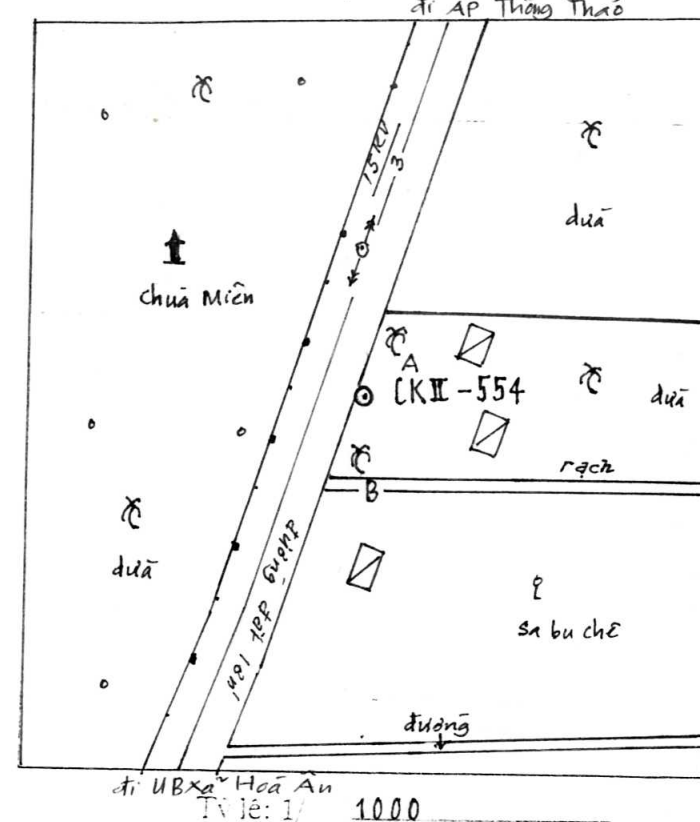 đi ẤP Thông Thảo
15KV
3
dừa
chùa Miên
A
CKII-554
dừa
rạch
B
dừa
đường đất lớn
sa bu chê
đường
đi UBXã Hoá Ân
Tỷ lệ: 1/ 1000